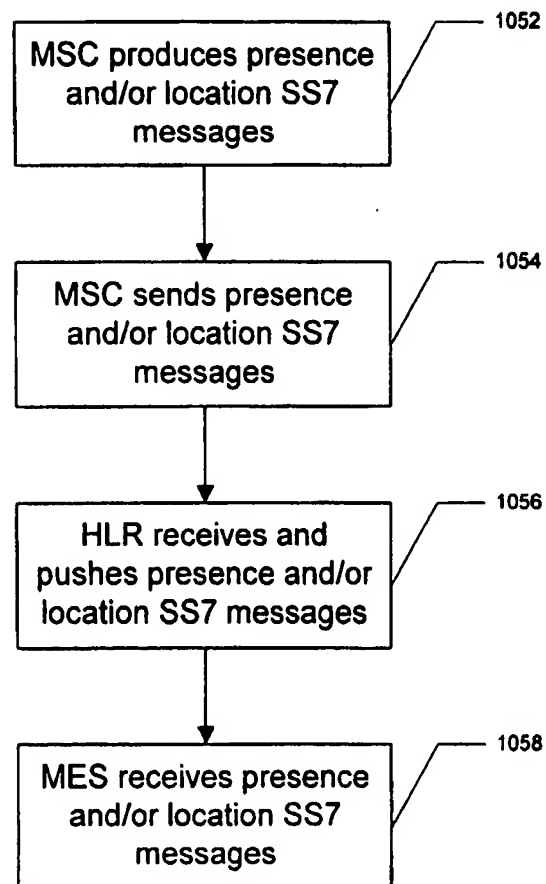 1052
MSC produces presence
and/or location SS7
messages
1054
MSC sends presence
and/or location SS7
messages
1056
HLR receives and
pushes presence and/or
location SS7 messages
1058
MES receives presence
and/or location SS7
messages